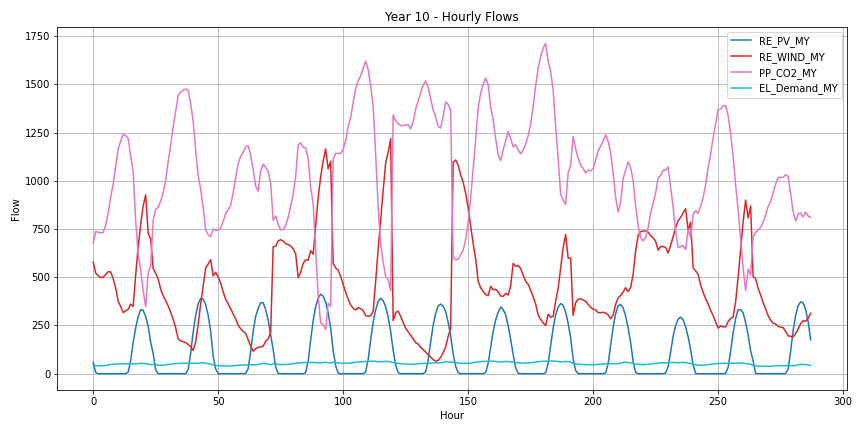 Year 10 - Hourly Flows
RE_PV_MY
RE_WIND_MY
PP_CO2_MY
EL_Demand_MY
1750
1500
1250
1000
750
500
250
0
Flow
0 50 100 150 200 250 300
Hour